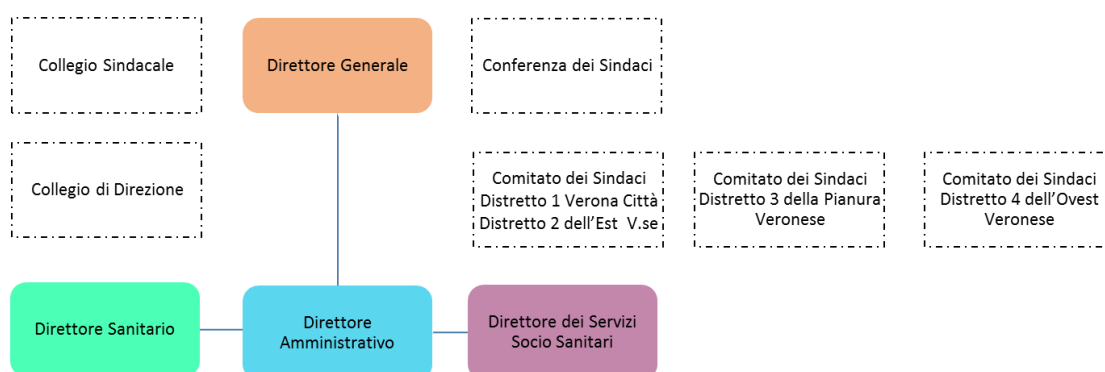 Collegio Sindacale
Direttore Generale
Conferenza dei Sindaci
Collegio di Direzione
Comitato dei Sindaci
Distretto 1 Verona Città
Distretto 2 dell'Est V.se
Comitato dei Sindaci
Distretto 3 della Pianura
Veronese
Comitato dei Sindaci
Distretto 4 dell'Ovest
Veronese
Direttore Sanitario
Direttore
Amministrativo
Direttore dei Servizi
Socio Sanitari